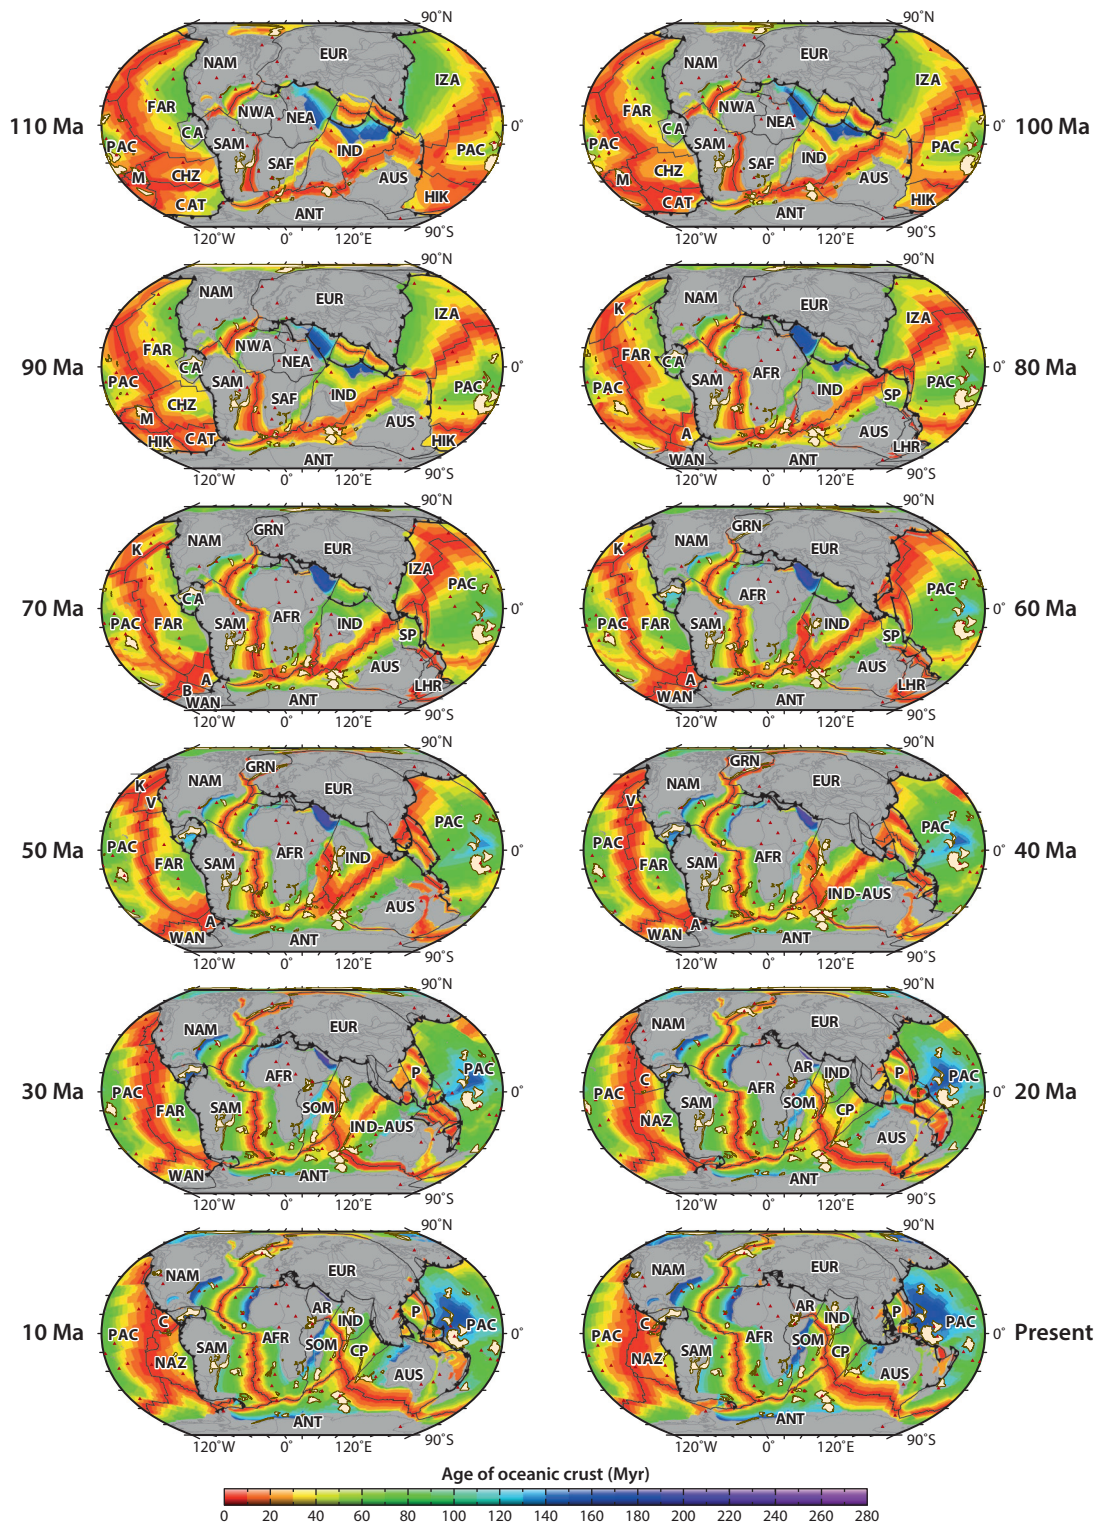 90˚N 90˚N
NAM EUR IZA FAR NWA NEA CA SAM IND PAC PAC SAF CHZ AUS M CAT HIK ANT
110 Ma
0˚
120˚W 0˚ 120˚E 90˚S
NAM EUR IZA FAR NWA NEA CA SAM IND PAC PAC SAF CHZ AUS M CAT HIK ANT
0˚ 100 Ma
120˚W 0˚ 120˚E 90˚S
90˚N 90˚N
NAM EUR IZA FAR NWA NEA CA SAM PAC PAC CHZ SAF IND M AUS HIK CAT HIK ANT
90 Ma
0˚
120˚W 0˚ 120˚E 90˚S
NAM EUR K IZA FAR CA AFR SAM PAC PAC IND SP A AUS LHR WAN ANT
0˚ 80 Ma
120˚W 0˚ 120˚E 90˚S
90˚N 90˚N
GRN NAM EUR K IZA PAC CA AFR PAC FAR SAM IND SP AUS A LHR B WAN ANT
70 Ma
0˚
120˚W 0˚ 120˚E 90˚S
GRN NAM EUR K PAC AFR PAC FAR SAM IND SP AUS A LHR WAN ANT
0˚ 60 Ma
120˚W 0˚ 120˚E 90˚S
90˚N 90˚N
GRN NAM EUR K V PAC PAC AFR IND FAR SAM AUS A WAN ANT
50 Ma
0˚
120˚W 0˚ 120˚E 90˚S
GRN NAM EUR V PAC PAC FAR SAM AFR IND-AUS A WAN ANT
0˚ 40 Ma
120˚W 0˚ 120˚E 90˚S
90˚N 90˚N
NAM EUR P PAC AFR PAC FAR SAM SOM IND-AUS WAN ANT
30 Ma
0˚
120˚W 0˚ 120˚E 90˚S
NAM EUR AR IND P PAC C AFR PAC SAM SOM CP NAZ AUS ANT
0˚ 20 Ma
120˚W 0˚ 120˚E 90˚S
90˚N 90˚N
NAM EUR AR IND P C PAC AFR SOM PAC SAM CP NAZ AUS ANT
10 Ma
0˚
120˚W 0˚ 120˚E 90˚S
NAM EUR AR IND P C PAC AFR SOM PAC SAM CP NAZ AUS ANT
0˚ Present
120˚W 0˚ 120˚E 90˚S
Age of oceanic crust (Myr)
0 20 40 60 80 100 120 140 160 180 200 220 240 260 280